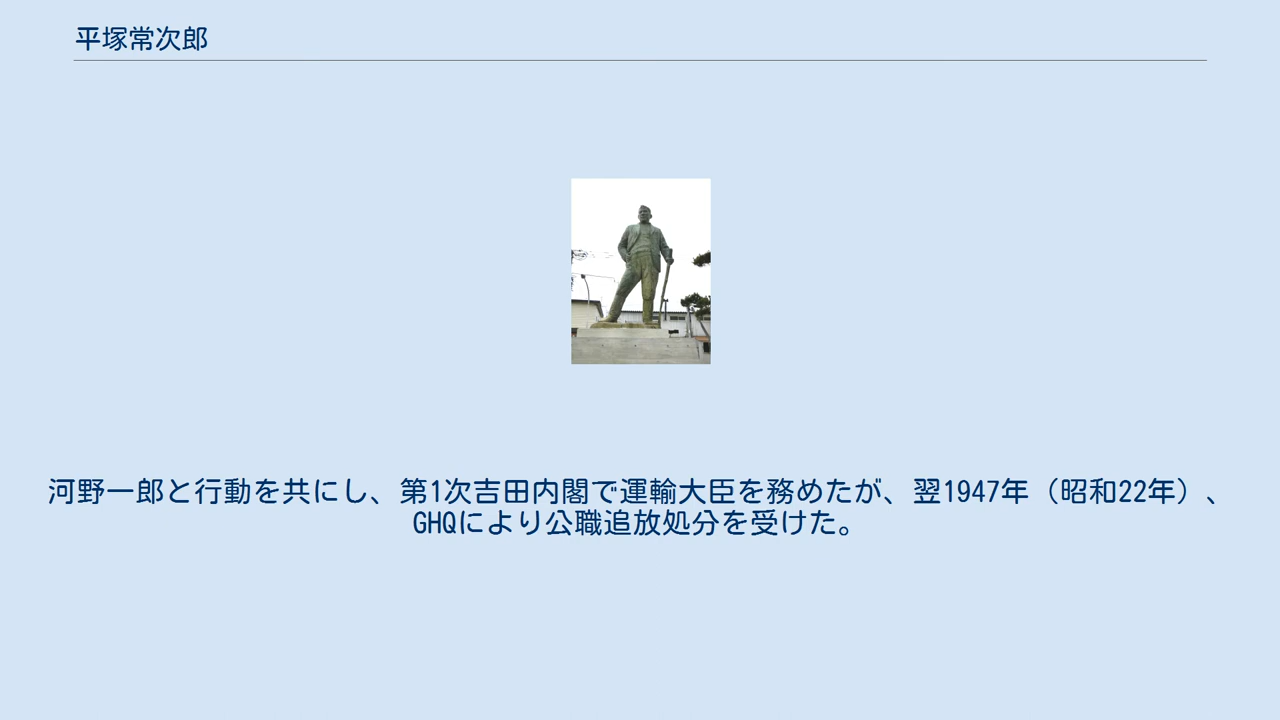 平塚常次郎
河野一郎と行動を共にし、第1次吉田内閣で運輸大臣を務めたが、翌1947年（昭和22年）、
GHQにより公職追放処分を受けた。